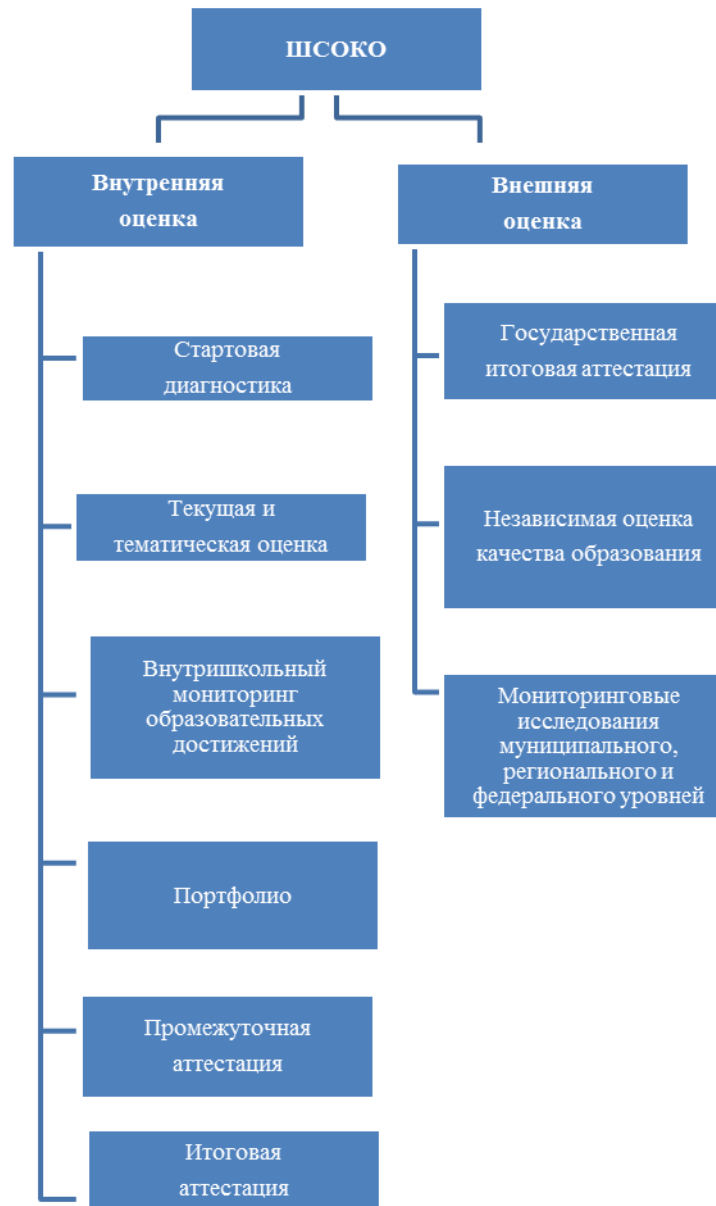 ШСОКО
Внутренняя
оценка
Стартовая
диагностика
Текущая и
тематическая оценка
Внутришкольный
мониторинг
образовательных
достижений
Портфолио
Промежуточная
аттестация
Итоговая
аттестация
Внешняя
оценка
Государственная
итоговая аттестация
Независимая оценка
качества образования
Мониторинговые
исследования
муниципального,
регионального и
федерального уровней